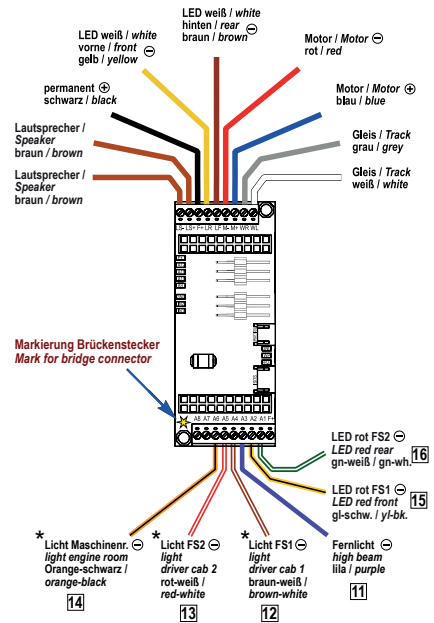 LED weiß / white
hinten / rear ⊖
braun / brown
LED weiß / white
vorne / front ⊖
gelb / yellow
Motor / Motor ⊖
rot / red
permanent ⊕
schwarz / black
Motor / Motor ⊕
blau / blue
Lautsprecher /
Speaker
braun / brown
Gleis / Track
grau / grey
Lautsprecher /
Speaker
braun / brown
Gleis / Track
weiß / white
LS- LS+ F+ LR LF M- M+ WR WL
Markierung Brückenstecker
Mark for bridge connector
A8 A7 A6 A5 A4 A3 A2 A1 F+
LED rot FS2 ⊖
LED red rear
gn-weiß / gn-wh.
16
LED rot FS1 ⊖
LED red front
gl-schw. / yl-bk.
15
* Licht Maschinenr. ⊖
light engine room
Orange-schwarz /
orange-black
14
* Licht FS2 ⊖
light
driver cab 2
rot-weiß /
red-white
13
* Licht FS1 ⊖
light
driver cab 1
braun-weiß /
brown-white
12
Fernlicht ⊖
high beam
lila / purple
11